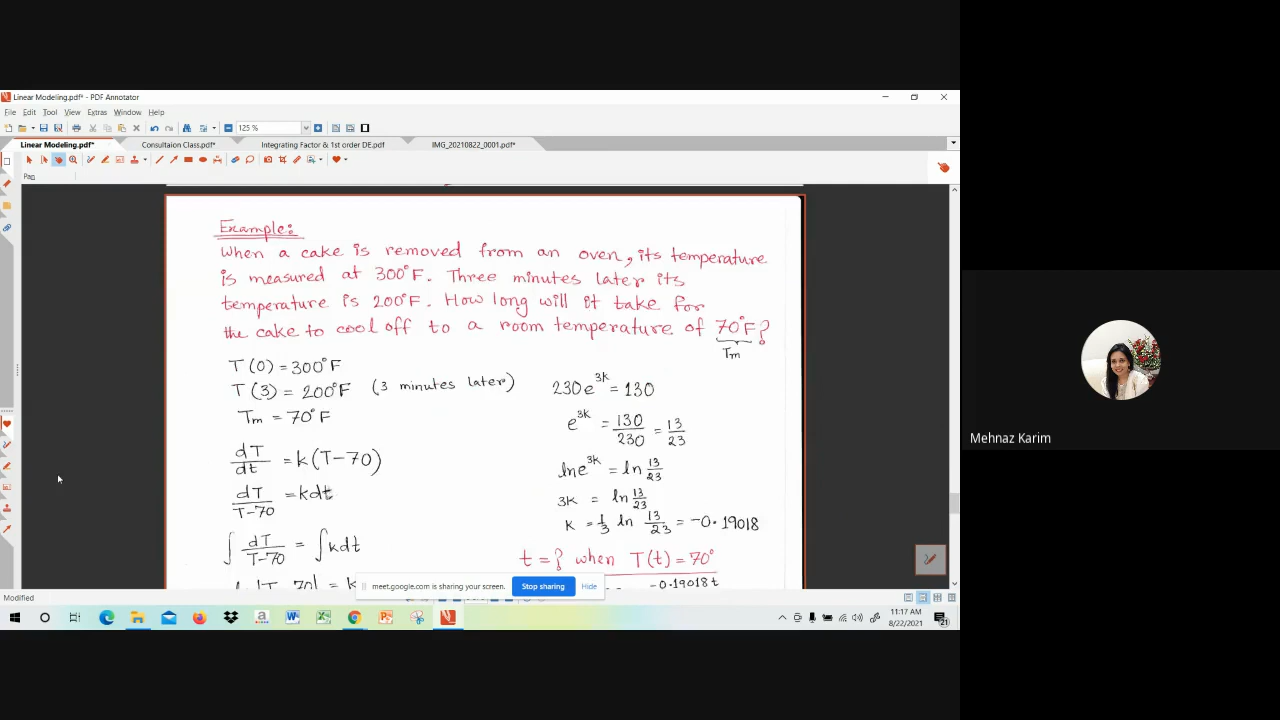 Linear Modeling.pdf* - PDF Annotator
File Edit Tool View Extras Window Help
125 %
Linear Modeling.pdf* Consultaion Class.pdf* Integrating Factor & 1st order DE.pdf IMG_20210822_0001.pdf*
Pan
Example:
When a cake is removed from an oven, its temperature
is measured at 300°F. Three minutes later its
temperature is 200°F. How long will it take for
the cake to cool off to a room temperature of 70°F?
Tm
T(0) = 300°F
T(3) = 200°F (3 minutes later)
Tm = 70°F
dT/dt = k(T-70)
dT/T-70 = kdt
∫ dT/T-70 = ∫ kdt
230e^3k = 130
e^3k = 130/230 = 13/23
ln e^3k = ln 13/23
3k = ln 13/23
k = 1/3 ln 13/23 = -0.19018
t = ? when T(t) = 70°
-0.19018t
meet.google.com is sharing your screen. Stop sharing Hide
Modified
11:17 AM
8/22/2021
21
Mehnaz Karim